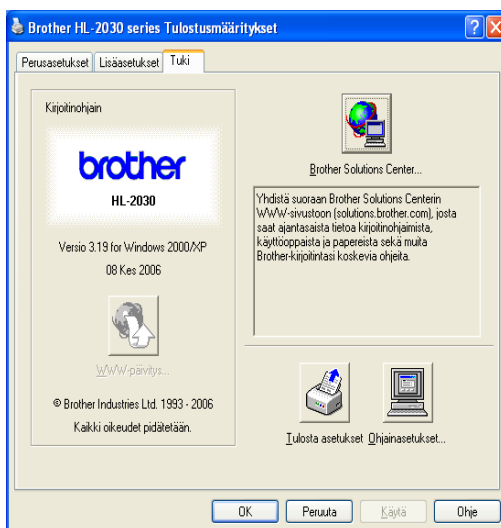 Brother HL-2030 series Tulostusmääritykset
Perusasetukset Lisäasetukset Tuki
Kirjoitinohjain
brother
HL-2030
Versio 3.19 for Windows 2000/XP
08 Kes 2006
WWW-päivitys...
© Brother Industries Ltd. 1993 - 2006
Kaikki oikeudet pidätetään.
Brother Solutions Center...
Yhdistä suoraan Brother Solutions Centerin
WWW-sivustoon (solutions.brother.com), josta
saat ajantasaista tietoa kirjoitinohjaimista,
käyttöoppaista ja papereista sekä muita
Brother-kirjoitintasi koskevia ohjeita.
Tulosta asetukset Ohjainasetukset...
OK Peruuta Käytä Ohje